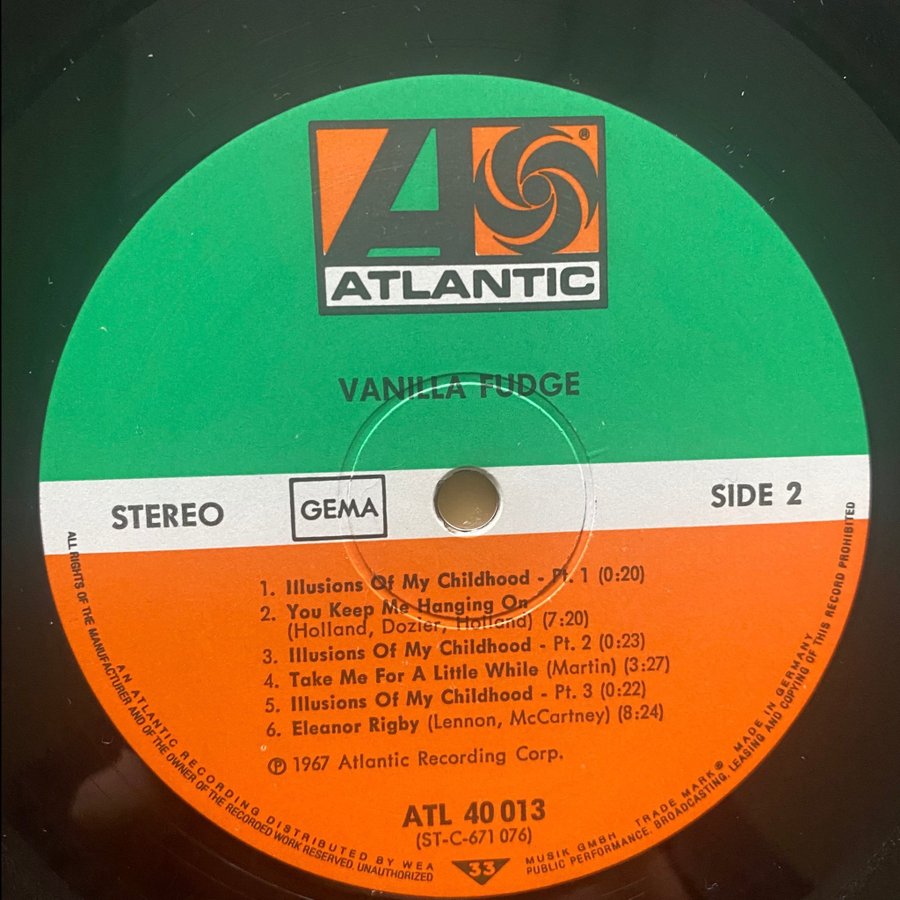 ATLANTIC
®
VANILLA FUDGE
STEREO
GEMA
SIDE 2
1. Illusions Of My Childhood - Pt. 1 (0:20)
2. You Keep Me Hanging On
(Holland, Dozier, Holland) (7:20)
3. Illusions Of My Childhood - Pt. 2 (0:23)
4. Take Me For A Little While (Martin) (3:27)
5. Illusions Of My Childhood - Pt. 3 (0:22)
6. Eleanor Rigby (Lennon, McCartney) (8:24)
℗ 1967 Atlantic Recording Corp.
ATL 40 013
(ST-C-671 076)
33
AN ATLANTIC RECORDING DISTRIBUTED BY WEA MUSIK GMBH TRADE MARK® MADE IN GERMANY
ALL RIGHTS OF THE MANUFACTURER AND OF THE OWNER OF THE RECORDED WORK RESERVED. UNAUTHORIZED PUBLIC PERFORMANCE, BROADCASTING, LEASING AND COPYING OF THIS RECORD PROHIBITED